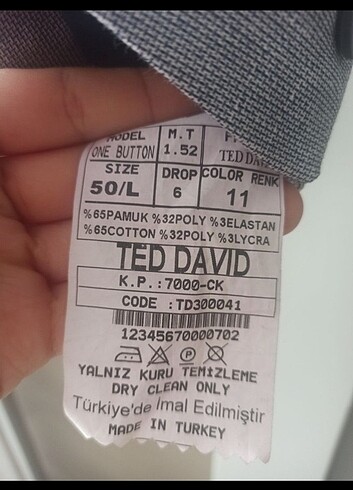 MODEL M.T
ONE BUTTON 1.52 TED
SIZE DROP COLOR RENK
50/L 6 11
%65PAMUK %32POLY %3ELASTAN
%65COTTON %32POLY %3LYCRA
TED DAVID
K.P.:7000-CK
CODE :TD300041
12345670000702
P
YALNIZ KURU TEMİZLEME
DRY CLEAN ONLY
Türkiye'de İmal Edilmiştir
MADE IN TURKEY